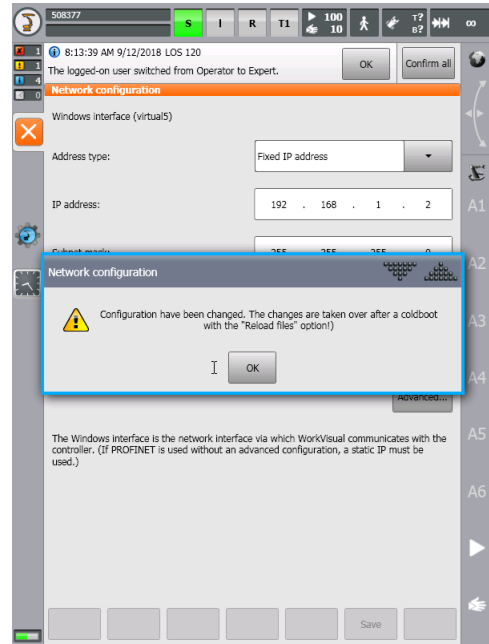 508377
S I R T1 100 10 T? B? ∞
1
1
4
0
8:13:39 AM 9/12/2018 LOS 120
The logged-on user switched from Operator to Expert.
OK
Confirm all
Network configuration
Windows interface (virtual5)
Address type:
Fixed IP address
IP address:
192 . 168 . 1 . 2
Network configuration
Configuration have been changed. The changes are taken over after a coldboot
with the "Reload files" option!)
OK
Advanced...
The Windows interface is the network interface via which WorkVisual communicates with the
controller. (If PROFINET is used without an advanced configuration, a static IP must be
used.)
Save
A1
A2
A3
A4
A5
A6